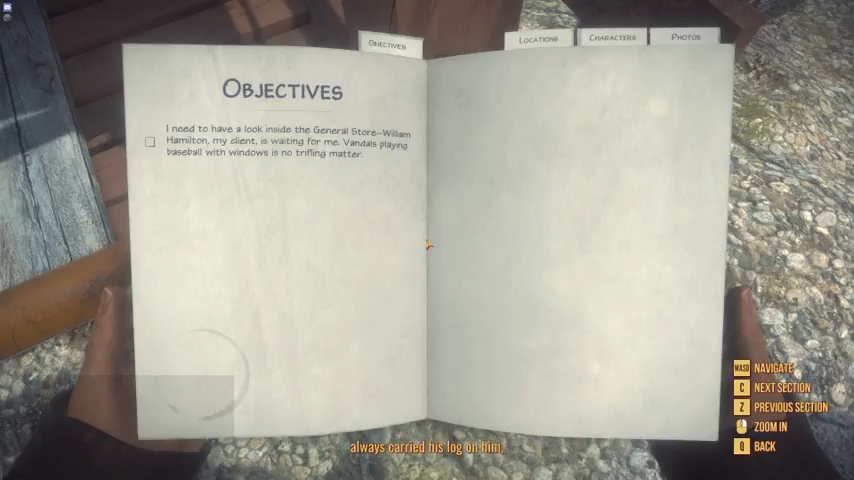 Objectives
Locations
Characters
Photos
Objectives
I need to have a look inside the General Store—William
Hamilton, my client, is waiting for me. Vandals playing
baseball with windows is no trifling matter.
WASD NAVIGATE
C NEXT SECTION
Z PREVIOUS SECTION
ZOOM IN
Q BACK
always carried his log on him.